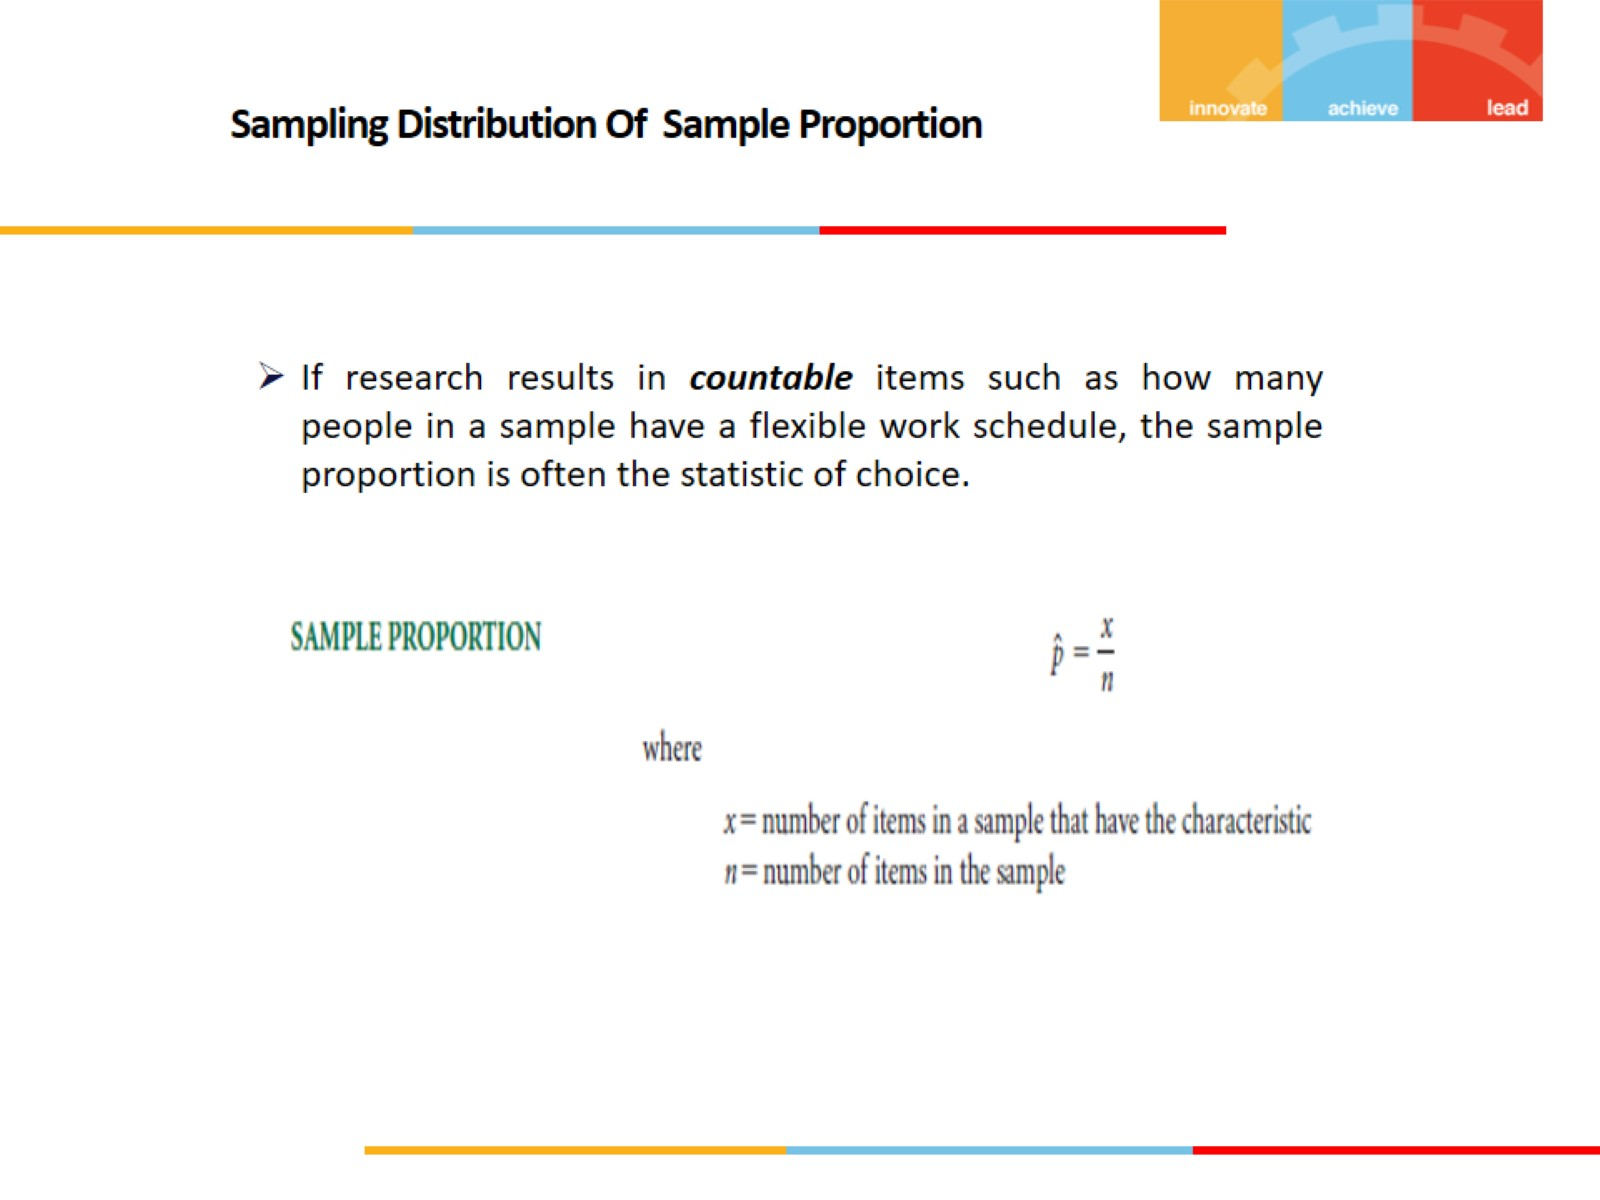 innovate achieve lead
Sampling Distribution Of Sample Proportion
➢ If research results in countable items such as how many
people in a sample have a flexible work schedule, the sample
proportion is often the statistic of choice.
SAMPLE PROPORTION
p̂ = x/n
where
x = number of items in a sample that have the characteristic
n = number of items in the sample